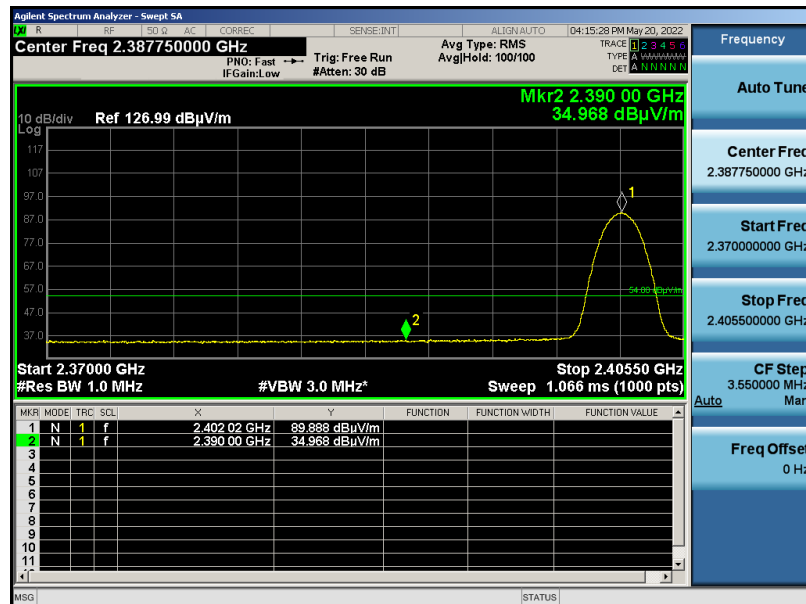 Agilent Spectrum Analyzer - Swept SA
LXI R RF 50 Ω AC CORREC SENSE:INT ALIGN AUTO 04:15:28 PM May 20, 2022
Center Freq 2.387750000 GHz
PNO: Fast
IFGain:Low
Trig: Free Run
#Atten: 30 dB
Avg Type: RMS
Avg|Hold: 100/100
TRACE 1 2 3 4 5 6
TYPE A WWWWW
DET A N N N N N
Mkr2 2.390 00 GHz
34.968 dBµV/m
10 dB/div Ref 126.99 dBµV/m
Log
117
107
97.0
87.0
77.0
67.0
57.0
47.0
37.0
1
2
54.00 dBµV/m
Start 2.37000 GHz Stop 2.40550 GHz
#Res BW 1.0 MHz #VBW 3.0 MHz* Sweep 1.066 ms (1000 pts)
MKR MODE TRC SCL X Y FUNCTION FUNCTION WIDTH FUNCTION VALUE
1 N 1 f 2.402 02 GHz 89.888 dBµV/m
2 N 1 f 2.390 00 GHz 34.968 dBµV/m
3
4
5
6
7
8
9
10
11
MSG STATUS
Frequency
Auto Tune
Center Freq
2.387750000 GHz
Start Freq
2.370000000 GHz
Stop Freq
2.405500000 GHz
CF Step
3.550000 MHz
Auto Man
Freq Offset
0 Hz